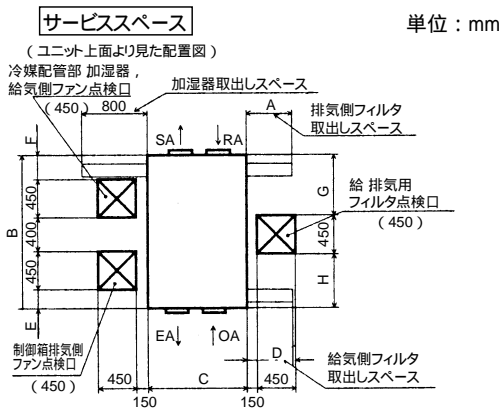 サービススペース
単位：mm
（ユニット上面より見た配置図）
冷媒配管部 加湿器，
給気側ファン点検口
（450）
800
加湿器取出しスペース
A
排気側フィルタ
取出しスペース
SA
RA
F
450
B
400
450
E
G
給 排気用
フィルタ点検口
（450）
450
H
EA
OA
制御箱排気側
ファン点検口
（450）
D
給気側フィルタ
取出しスペース
450
C
450
150
150